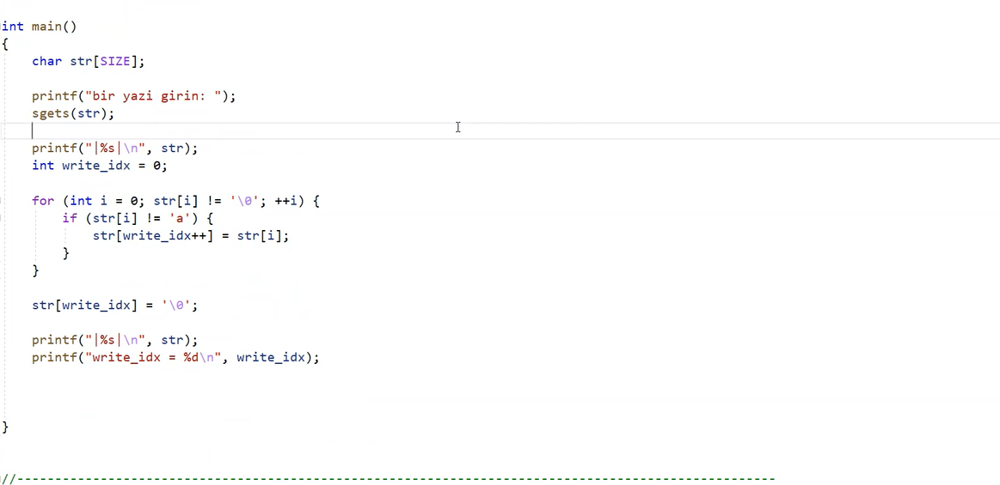 int main()
{
    char str[SIZE];
    printf("bir yazi girin: ");
    sgets(str);
    printf("|%s|\n", str);
    int write_idx = 0;
    for (int i = 0; str[i] != '\0'; ++i) {
        if (str[i] != 'a') {
            str[write_idx++] = str[i];
        }
    }
    str[write_idx] = '\0';
    printf("|%s|\n", str);
    printf("write_idx = %d\n", write_idx);
}
//----------------------------------------------------------------------------------------------------